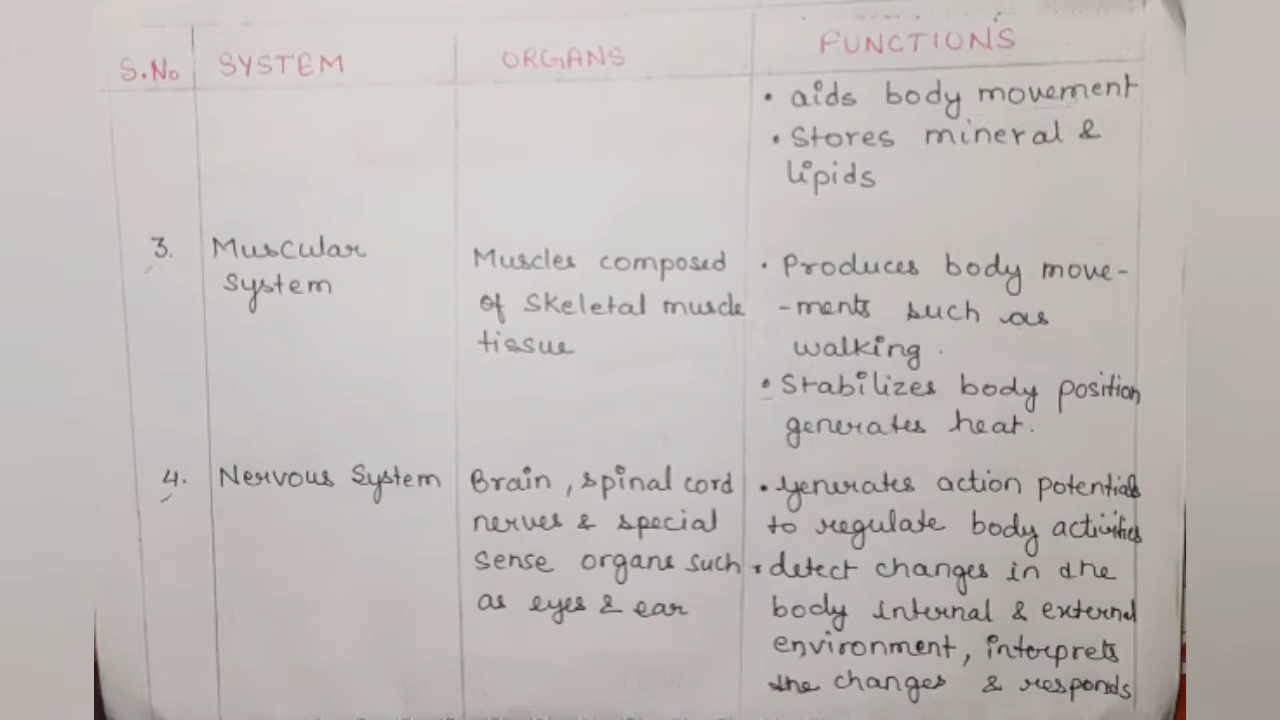 S.No SYSTEM ORGANS FUNCTIONS
• aids body movement
• Stores mineral &
lipids
3. Muscular
System
Muscles composed
of skeletal muscle
tissue
• Produces body move-
-ments such as
walking.
• Stabilizes body position
generates heat.
4. Nervous System
Brain, spinal cord
nerves & special
sense organs such
as eyes & ear
• generates action potentials
to regulate body activities
• detect changes in the
body internal & external
environment, interprets
the changes & responds